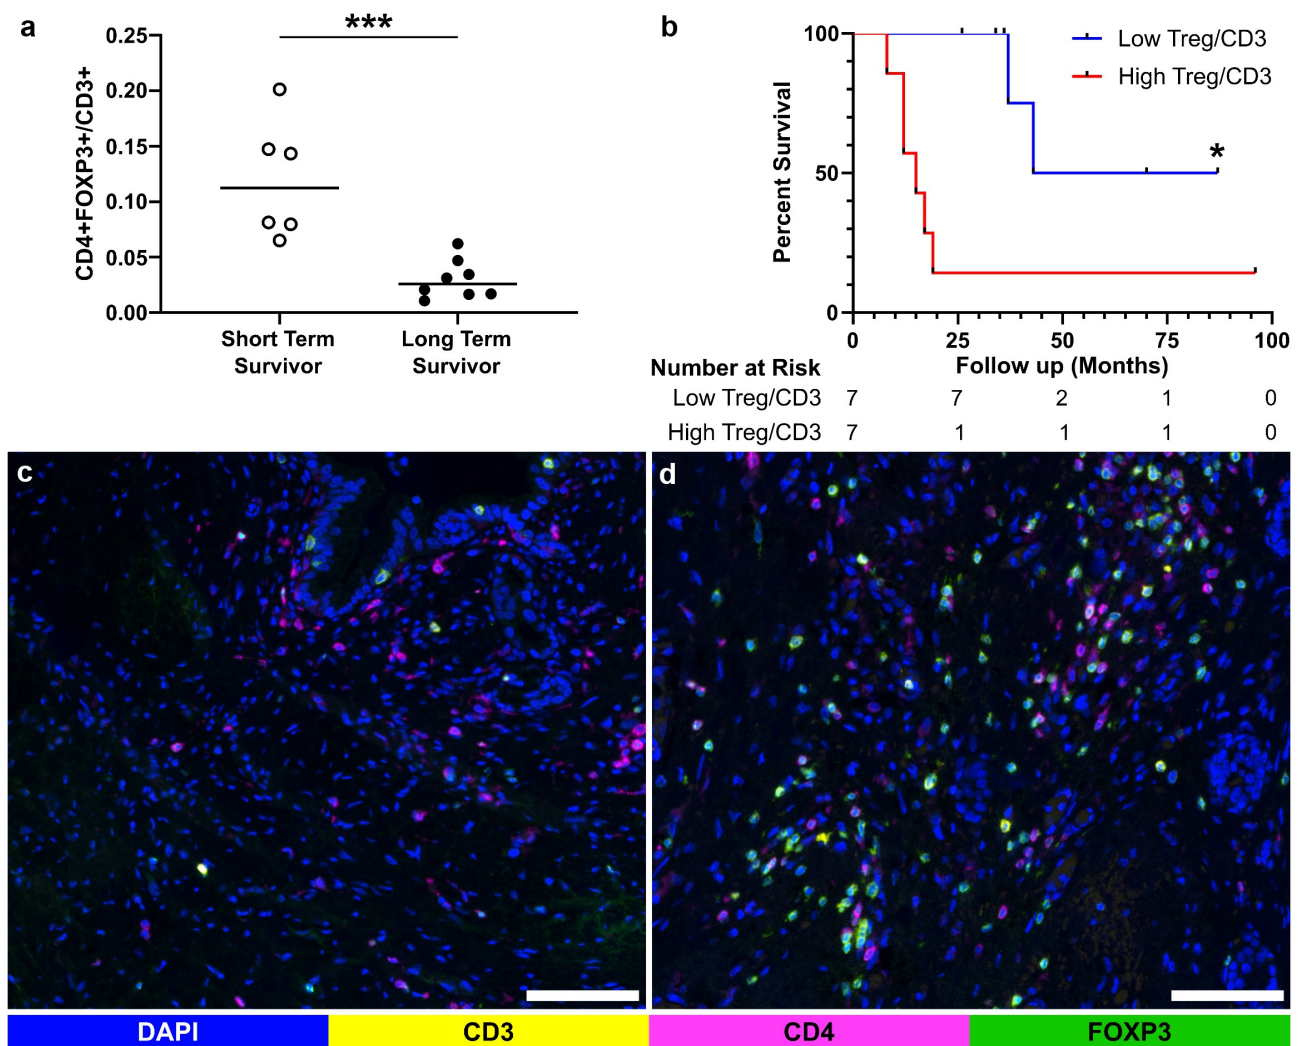 a
***
0.25
0.20
0.15
0.10
0.05
0.00
CD4+FOXP3+/CD3+
Short Term
Survivor
Long Term
Survivor
b
100
50
0
Percent Survival
Low Treg/CD3
High Treg/CD3
*
0 25 50 75 100
Follow up (Months)
Number at Risk
Low Treg/CD3 7 7 2 1 0
High Treg/CD3 7 1 1 1 0
c
d
DAPI CD3 CD4 FOXP3